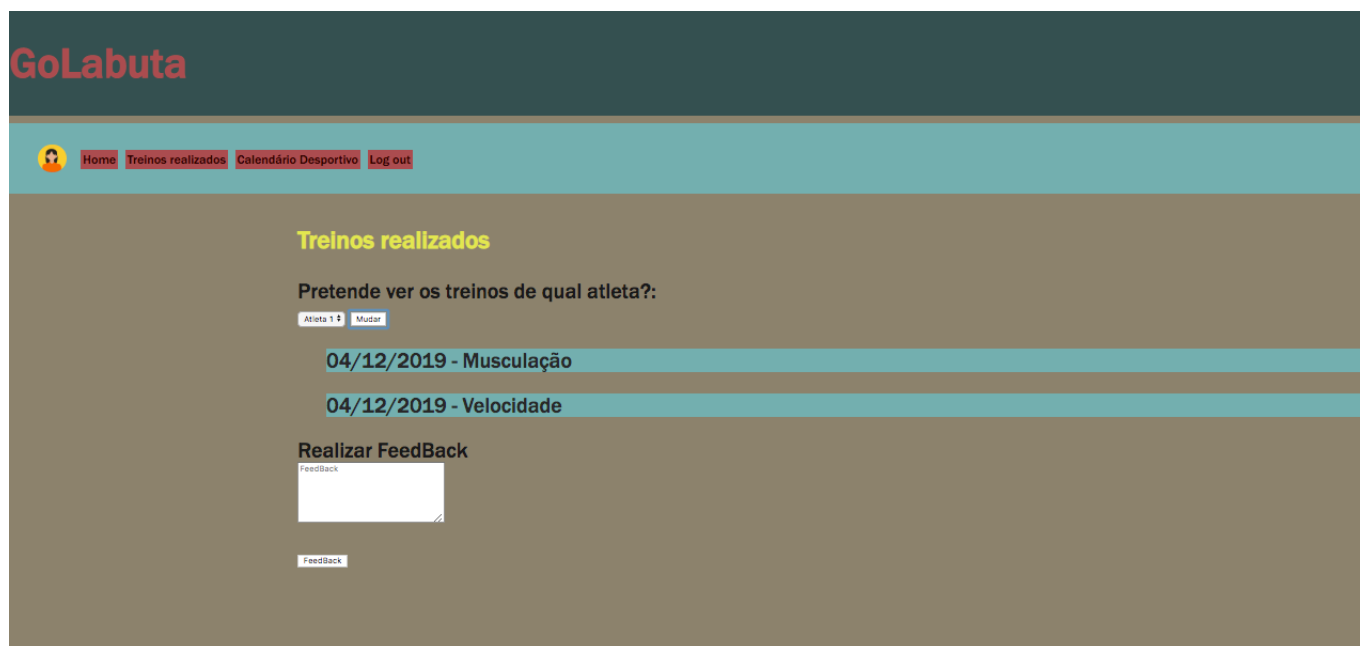 GoLabuta
Home Treinos realizados Calendário Desportivo Log out
Treinos realizados
Pretende ver os treinos de qual atleta?:
Atleta 1 Mudar
04/12/2019 - Musculação
04/12/2019 - Velocidade
Realizar FeedBack
FeedBack
FeedBack